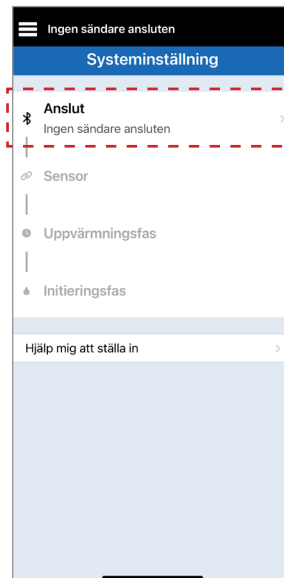 Ingen sändare ansluten
Systeminställning
Anslut
Ingen sändare ansluten
Sensor
Uppvärmningsfas
Initieringsfas
Hjälp mig att ställa in